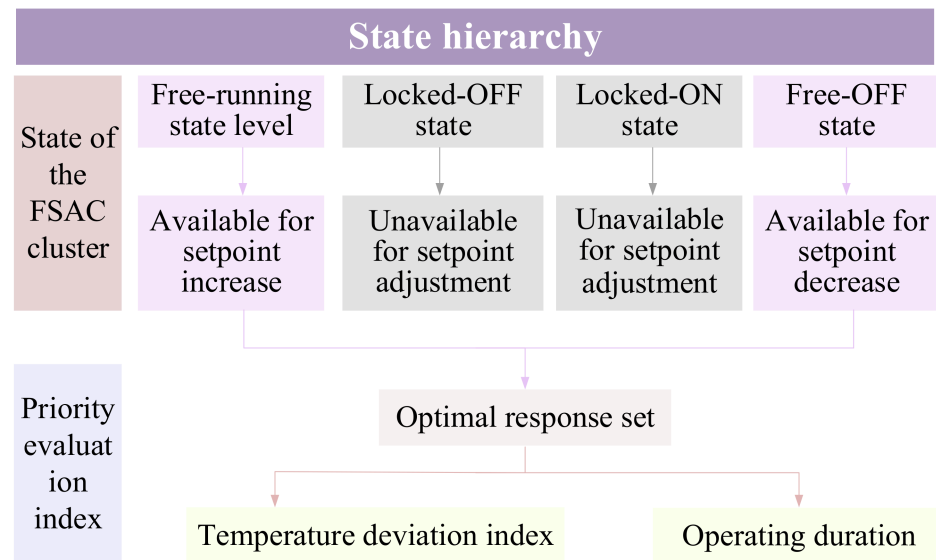 State hierarchy
State of
the
FSAC
cluster
Free-running
state level
Locked-OFF
state
Locked-ON
state
Free-OFF
state
Available for
setpoint
increase
Unavailable
for setpoint
adjustment
Unavailable
for setpoint
adjustment
Available for
setpoint
decrease
Priority
evaluat
ion
index
Optimal response set
Temperature deviation index
Operating duration